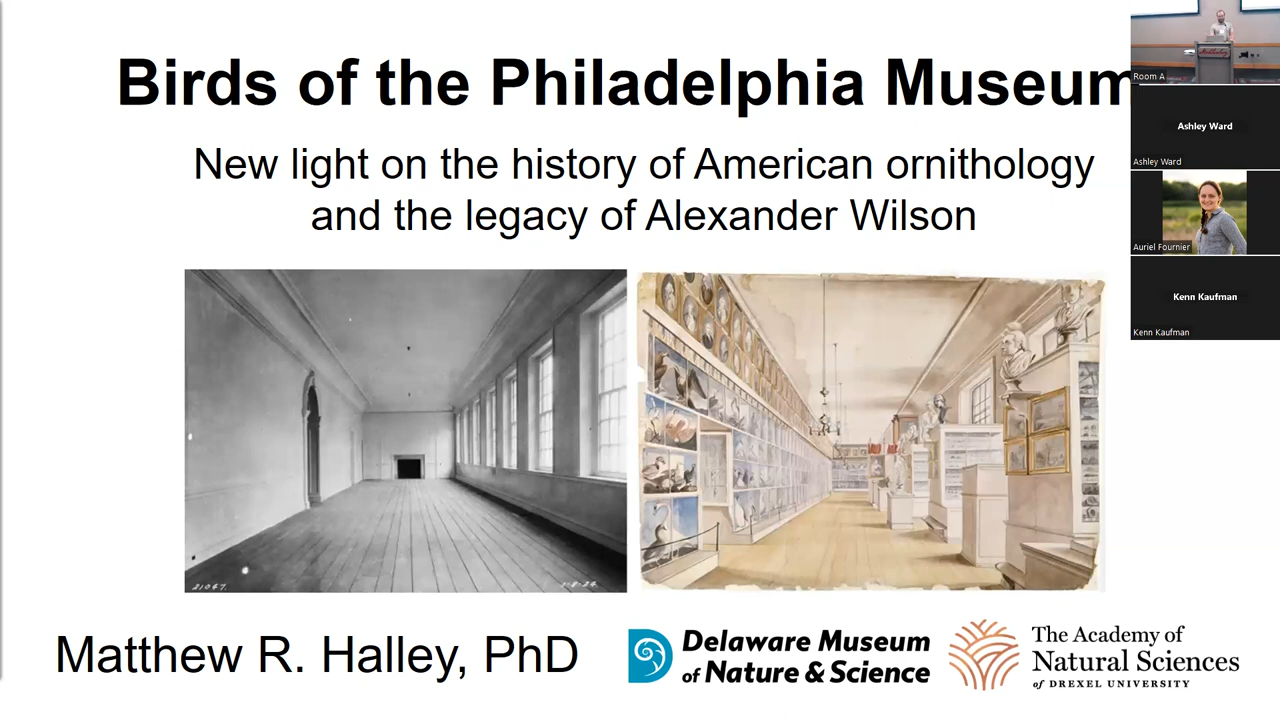 Birds of the Philadelphia Museum
New light on the history of American ornithology
and the legacy of Alexander Wilson
21047.
Matthew R. Halley, PhD
Delaware Museum
of Nature & Science
The Academy of
Natural Sciences
of DREXEL UNIVERSITY
Room A
Ashley Ward
Ashley Ward
Auriel Fournier
Kenn Kaufman
Kenn Kaufman